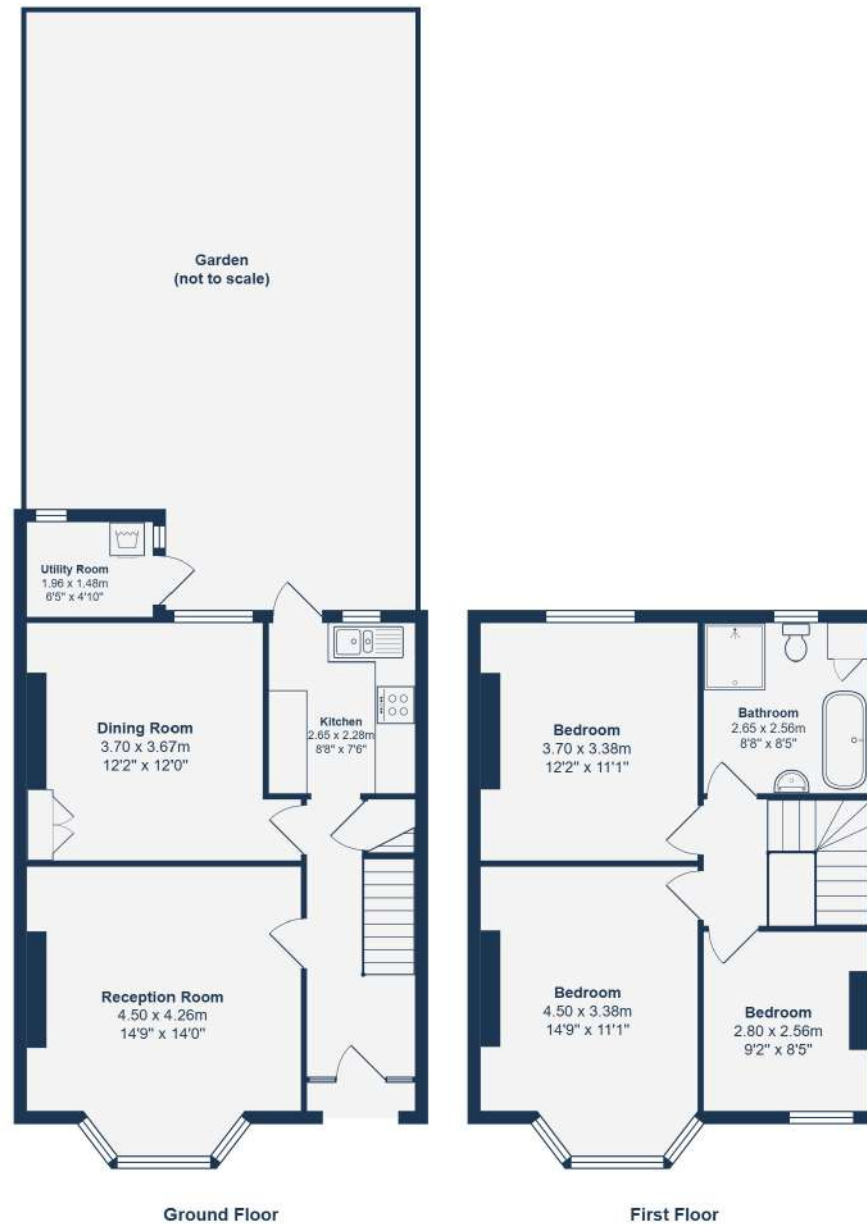 Garden
(not to scale)
Utility Room
1.96 x 1.48m
6'5" x 4'10"
Dining Room
3.70 x 3.67m
12'2" x 12'0"
Kitchen
2.65 x 2.28m
8'8" x 7'6"
Reception Room
4.50 x 4.26m
14'9" x 14'0"
Ground Floor
Bedroom
3.70 x 3.38m
12'2" x 11'1"
Bathroom
2.65 x 2.56m
8'8" x 8'5"
Bedroom
4.50 x 3.38m
14'9" x 11'1"
Bedroom
2.80 x 2.56m
9'2" x 8'5"
First Floor